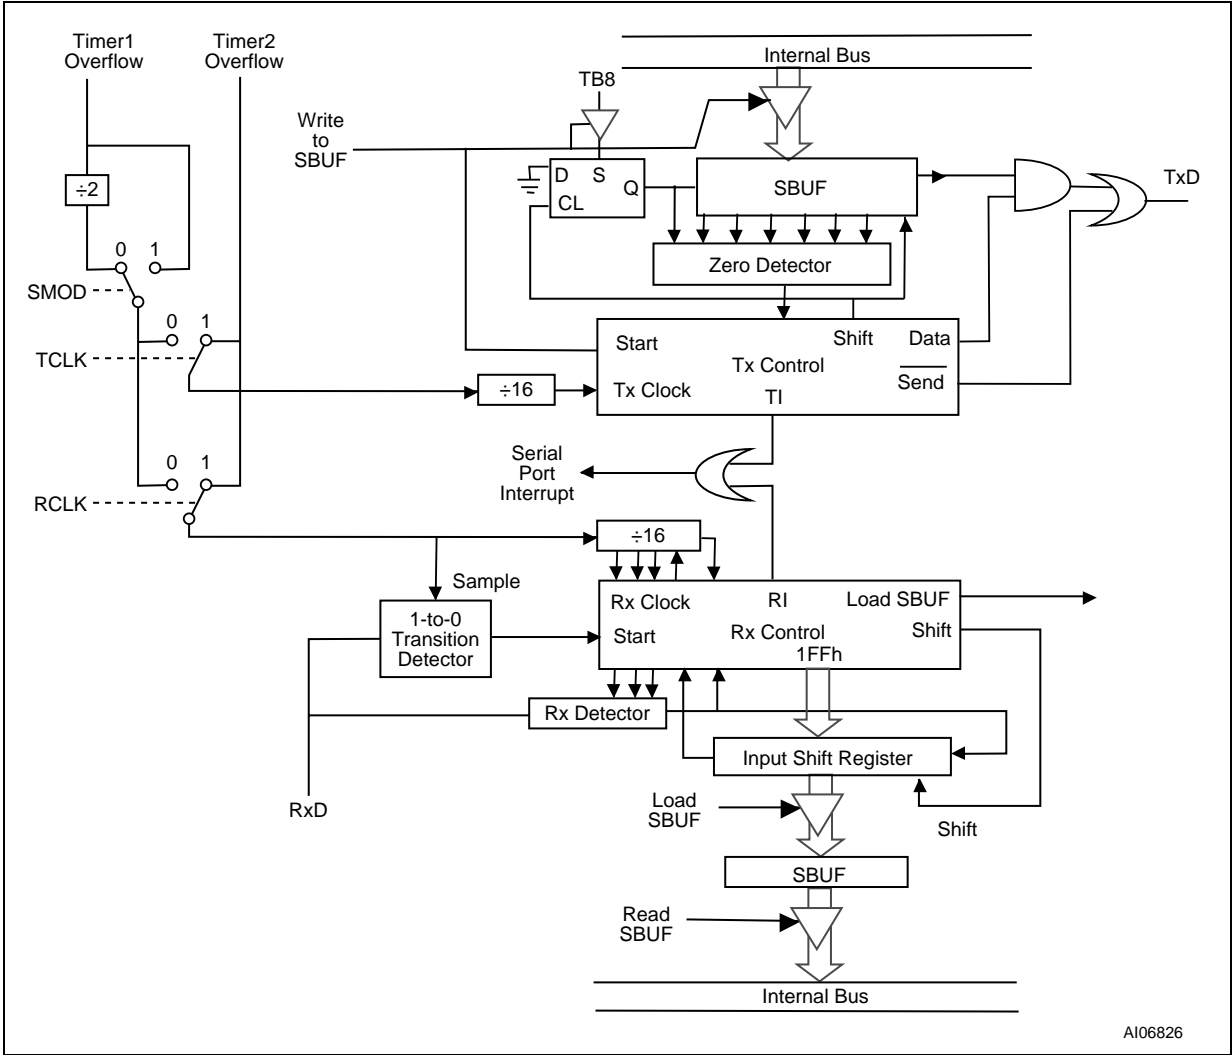 Timer1
Overflow
Timer2
Overflow
Internal Bus
TB8
Write
to
SBUF
÷2
D S
Q
CL
SBUF
TxD
0 1
Zero Detector
SMOD
0 1
Start
Shift
Data
TCLK
Tx Control
Send
÷16
Tx Clock
TI
Serial
Port
Interrupt
0 1
RCLK
÷16
Sample
Rx Clock
RI
Load SBUF
1-to-0
Transition
Detector
Start
Rx Control
Shift
1FFh
Rx Detector
Input Shift Register
RxD
Load
SBUF
Shift
SBUF
Read
SBUF
Internal Bus
AI06826